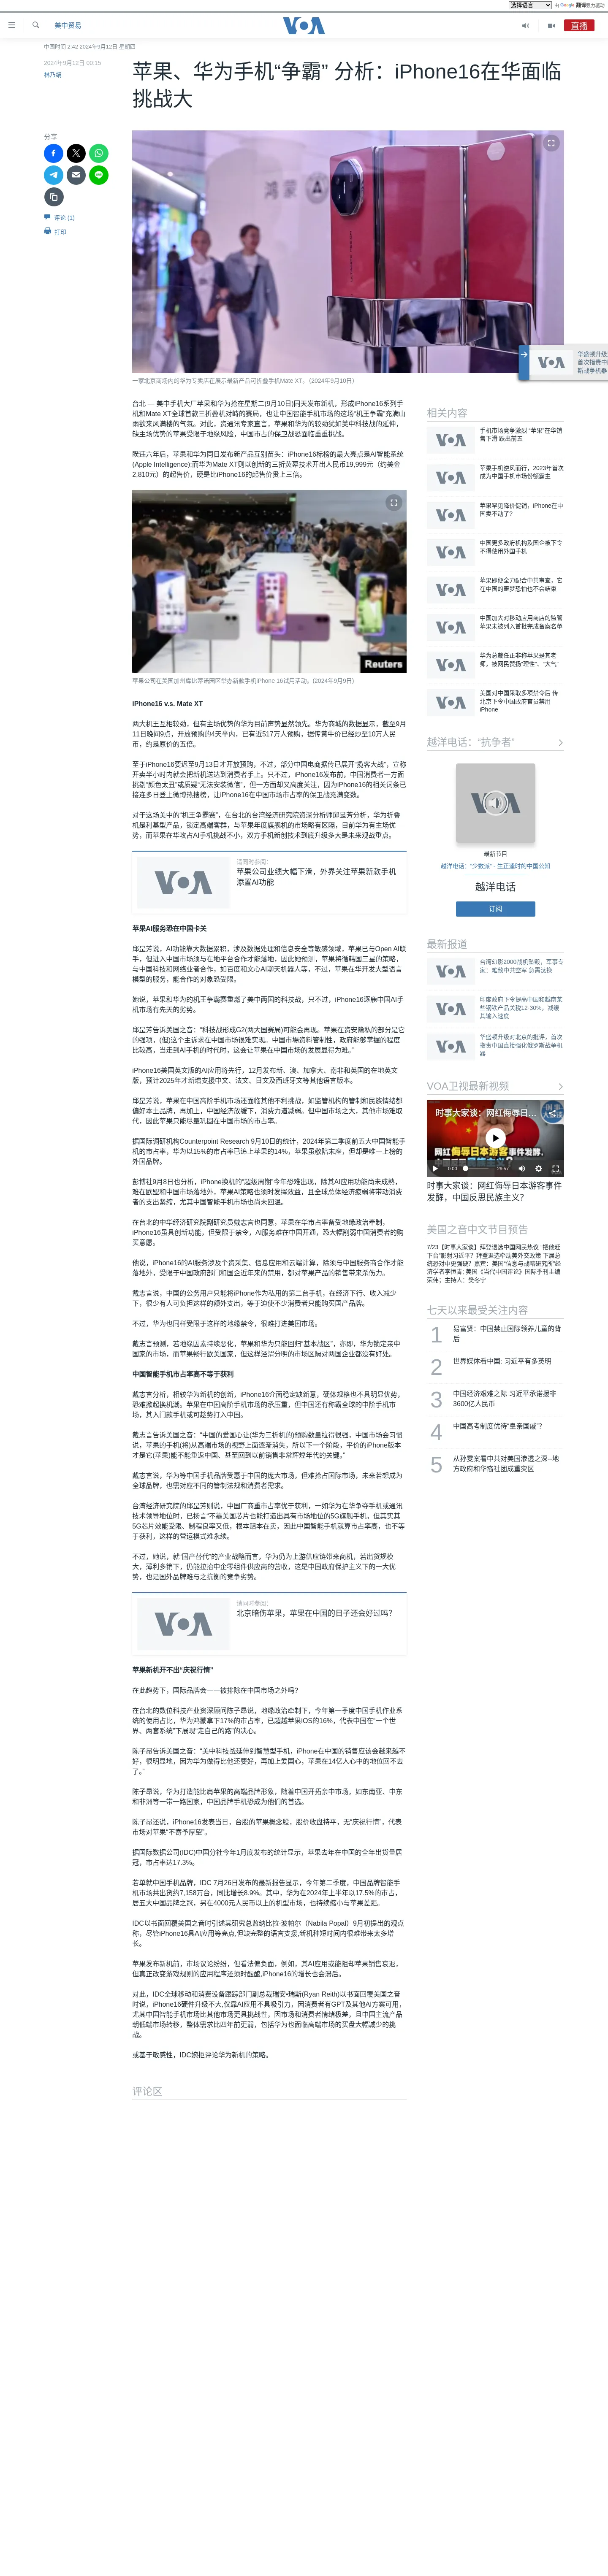 选择语言 由 Google 翻译强力驱动
美中贸易
VOA
直播
中国时间 2:42 2024年9月12日 星期四
2024年9月12日 00:15
林乃绢
苹果、华为手机“争霸” 分析：iPhone16在华面临
挑战大
分享
评论 (1)
打印
一家北京商场内的华为专卖店在展示最新产品可折叠手机Mate XT。（2024年9月10日）
台北 — 美中手机大厂苹果和华为抢在星期二(9月10日)同天发布新机，形成iPhone16系列手
机和Mate XT全球首款三折叠机对峙的赛局，也让中国智能手机市场的这场“机王争霸”充满山
雨欲来风满楼的气氛。对此，资通讯专家直言，苹果和华为的较劲犹如美中科技战的延伸，
缺主场优势的苹果受限于地缘风险，中国市占的保卫战恐面临重重挑战。
睽违六年后，苹果和华为同日发布新产品互别苗头：iPhone16标榜的最大亮点是AI智能系统
(Apple Intelligence);而华为Mate XT则以创新的三折荧幕技术开出人民币19,999元（约美金
2,810元）的起售价，硬是比iPhone16的起售价贵上三倍。
Reuters
苹果公司在美国加州库比蒂诺园区举办新款手机iPhone 16试用活动。(2024年9月9日)
iPhone16 v.s. Mate XT
两大机王互相较劲，但有主场优势的华为目前声势显然领先。华为商城的数据显示，截至9月
11日晚间9点，开放预购的4天半内，已有近517万人预购，据传黄牛价已经炒至10万人民
币，约是原价的五倍。
至于iPhone16要迟至9月13日才开放预购，不过，部分中国电商据传已展开“揽客大战”，宣称
开卖半小时内就会把新机送达到消费者手上。只不过，iPhone16发布前，中国消费者一方面
挑剔“颜色太丑”或质疑“无法安装微信”，但一方面却又高度关注，因为iPhone16的相关词条已
接连多日登上微博热搜榜，让iPhone16在中国市场市占率的保卫战充满变数。
对于这场美中的“机王争霸赛”，在台北的台湾经济研究院资深分析师邱昱芳分析，华为折叠
机是利基型产品，锁定高端客群，与苹果年度旗舰机的市场略有区隔，目前华为有主场优
势，而苹果在华攻占AI手机挑战不小，双方手机新创技术到底升级多大是未来观战重点。
请同时参阅:
苹果公司业绩大幅下滑，外界关注苹果新款手机
添置AI功能
苹果AI服务恐在中国卡关
邱昱芳说，AI功能靠大数据累积，涉及数据处理和信息安全等敏感领域，苹果已与Open AI联
手，但进入中国市场须与在地平台合作才能落地，因此她预测，苹果将循韩国三星的策略，
与中国科技和网络业者合作，如百度和文心AI聊天机器人等，不过，苹果在华开发大型语言
模型的服务，能合作的对象恐受限。
她说，苹果和华为的机王争霸赛重燃了美中两国的科技战，只不过，iPhone16逐鹿中国AI手
机市场有先天的劣势。
邱昱芳告诉美国之音：“科技战形成G2(两大国赛局)可能会再现。苹果在资安隐私的部分是它
的强项，(但)这个主诉求在中国市场很难实现。中国市場资料管制性，政府能够掌握的程度
比较高，当走到AI手机的时代时，这会让苹果在中国市场的发展显得为难。”
iPhone16美国英文版的AI应用将先行，12月发布新、澳、加拿大、南非和英国的在地英文
版，预计2025年才新增支援中文、法文、日文及西班牙文等其他语言版本。
邱昱芳说，苹果在中国高阶手机市场还面临其他不利挑战，如监管机构的管制和民族情绪都
偏好本土品牌，再加上，中国经济放缓下，消费力道减弱。但中国市场之大，其他市场难取
代，因此苹果只能尽量巩固在中国市场的市占率。
据国际调研机构Counterpoint Research 9月10日的统计，2024年第二季度前五大中国智能手
机的市占率，华为以15%的市占率已追上苹果的14%，苹果虽敬陪末座，但却是唯一上榜的
外国品牌。
彭博社9月8日也分析，iPhone换机的“超级周期”今年恐难出现，除其AI应用功能尚未成熟，
难在欧盟和中国市场落地外，苹果AI策略也须时发挥效益，且全球总体经济疲弱将带动消费
者的支出紧缩，尤其中国智能手机市场也尚未回温。
在台北的中华经济研究院副研究员戴志言也同意，苹果在华市占率备受地缘政治牵制，
iPhone16虽具创新功能，但受限于禁令，AI服务难在中国开通，恐大幅削弱中国消费者的购
买意愿。
他说，iPhone16的AI服务涉及个资采集、信息应用和云端计算，除须与中国服务商合作才能
落地外，受限于中国政府部门和国企近年来的禁用，都对苹果产品的销售带来杀伤力。
戴志言说，中国的公务用户只能将iPhone作为私用的第二台手机，在经济下行、收入减少
下，很少有人可负担这样的额外支出，等于迫使不少消费者只能购买国产品牌。
不过，华为也同样受限于这样的地缘禁令，很难打进美国市场。
戴志言预测，若地缘因素持续恶化，苹果和华为只能回归“基本战区”，亦即，华为锁定亲中
国家的市场，而苹果畅行欧美国家，但这样泾渭分明的市场区隔对两国企业都没有好处。
中国智能手机市占率高不等于获利
戴志言分析，相较华为新机的创新，iPhone16介面稳定缺新意，硬体规格也不具明显优势，
恐难掀起换机潮。苹果在中国高阶手机市场的承压重，但中国还有称霸全球的中阶手机市
场，其入门款手机或可趁势打入中国。
戴志言告诉美国之音：“中国的爱国心让(华为三折机的)预购数量拉得很强，中国市场会习惯
说，苹果的手机(将)从高端市场的视野上面逐渐消失，所以下一个阶段，平价的iPhone版本
才是它(苹果)能不能重返中国、甚至回到以前销售非常辉煌年代的关键。”
戴志言说，华为等中国手机品牌受惠于中国的庞大市场，但难抢占国际市场，未来若想成为
全球品牌，也需对应不同的管制法规和消费者需求。
台湾经济研究院的邱昱芳则说，中国厂商重市占率优于获利，一如华为在华争夺手机或通讯
技术领导地位时，已扬言“不靠美国芯片也能打造出具有市场地位的5G旗舰手机，但其实其
5G芯片效能受限、制程良率又低，根本赔本在卖，因此中国智能手机就算市占率高，也不等
于获利，这样的营运模式难永续。
不过，她说，就“国产替代”的产业战略而言，华为仍为上游供应链带来商机，若出货规模
大，薄利多销下，仍能拉抬中企零组件供应商的营收，这是中国政府保护主义下的一大优
势，也是国外品牌难与之抗衡的竞争劣势。
请同时参阅:
北京暗伤苹果，苹果在中国的日子还会好过吗？
苹果新机开不出“庆祝行情”
在此趋势下，国际品牌会一一被排除在中国市场之外吗?
在台北的数位科技产业资深顾问陈子昂说，地缘政治牵制下，今年第一季度中国手机作业系
统的使用占比，华为鸿蒙拿下17%的市占率，已超越苹果iOS的16%，代表中国在“一个世
界、两套系统”下展现“走自己的路”的决心。
陈子昂告诉美国之音：“美中科技战延伸到智慧型手机，iPhone在中国的销售应该会越来越不
好，很明显地，因为华为做得比他还要好，再加上爱国心，苹果在14亿人心中的地位回不去
了。”
陈子昂说，华为打造能比肩苹果的高端品牌形象，随着中国开拓亲中市场，如东南亚、中东
和非洲等一带一路国家，中国品牌手机恐成为他们的首选。
陈子昂还说，iPhone16发表当日，台股的苹果概念股，股价收盘持平，无“庆祝行情”，代表
市场对苹果“不寄予厚望”。
据国际数据公司(IDC)中国分社今年1月底发布的统计显示，苹果去年在中国的全年出货量居
冠，市占率达17.3%。
若单就中国手机品牌，IDC 7月26日发布的最新报告显示，今年第二季度，中国品牌智能手
机市场共出货约7,158万台，同比增长8.9%。其中，华为在2024年上半年以17.5%的市占，
居五大中国品牌之冠，另在4000元人民币以上的机型市场，也持续缩小与苹果差距。
IDC以书面回覆美国之音时引述其研究总监纳比拉·波帕尔（Nabila Popal）9月初提出的观点
称，尽管iPhone16具AI应用等亮点,但缺完整的语言支援,新机种短时间内很难带来太多增
长。
苹果发布新机前，市场议论纷纷，但看法偏负面，例如，其AI应用或能阻却苹果销售衰退，
但真正改变游戏规则的应用程序还须时酝酿,iPhone16的增长也会滞后。
对此，IDC全球移动和消费设备跟踪部门副总裁瑞安•瑞斯(Ryan Reith)以书面回覆美国之音
时说，iPhone16硬件升级不大,仅靠AI应用不具吸引力，因消费者有GPT及其他AI方案可用，
尤其中国智能手机市场比其他市场更具挑战性。因市场和消费者情绪极差，且中国主流产品
朝低端市场转移，整体需求比四年前更弱，包括华为也面临高端市场的买盘大幅减少的挑
战。
或基于敏感性，IDC婉拒评论华为新机的策略。
评论区
相关内容
手机市场竞争激烈 “苹果”在华销
售下滑 跌出前五
苹果手机逆风而行，2023年首次
成为中国手机市场份额霸主
苹果罕见降价促销，iPhone在中
国卖不动了?
中国更多政府机构及国企被下令
不得使用外国手机
苹果即便全力配合中共审查，它
在中国的噩梦恐怕也不会结束
中国加大对移动应用商店的监管
苹果未被列入首批完成备案名单
华为总裁任正非称苹果是其老
师，被网民赞扬“理性”、“大气”
美国对中国采取多项禁令后 传
北京下令中国政府官员禁用
iPhone
越洋电话：“抗争者”
最新节目
越洋电话：“少数派” - 生正逢时的中国公知
越洋电话
订阅
最新报道
台湾幻影2000战机坠毁，军事专
家：难敌中共空军 急需汰换
印度政府下令提高中国和越南某
些钢铁产品关税12-30%，减缓
其输入速度
华盛顿升级对北京的批评，首次
指责中国直接强化俄罗斯战争机
器
VOA卫视最新视频
时事大家谈：网红侮辱日…
0:00
29:57
时事大家谈：网红侮辱日本游客事件
发酵，中国反思民族主义？
美国之音中文节目预告
7/23【时事大家谈】拜登退选中国网民热议 “把他赶
下台”影射习近平？拜登退选牵动美外交政策 下届总
统恐对中更强硬? 嘉宾：美国“信息与战略研究所”经
济学者李恒青; 美国《当代中国评论》国际季刊主编
荣伟；主持人：樊冬宁
七天以来最受关注内容
1 易富贤：中国禁止国际领养儿童的背
后
2 世界媒体看中国: 习近平有多英明
3 中国经济艰难之际 习近平承诺援非
3600亿人民币
4 中国高考制度优待“皇亲国戚”？
5 从孙雯案看中共对美国渗透之深--地
方政府和华裔社团成重灾区